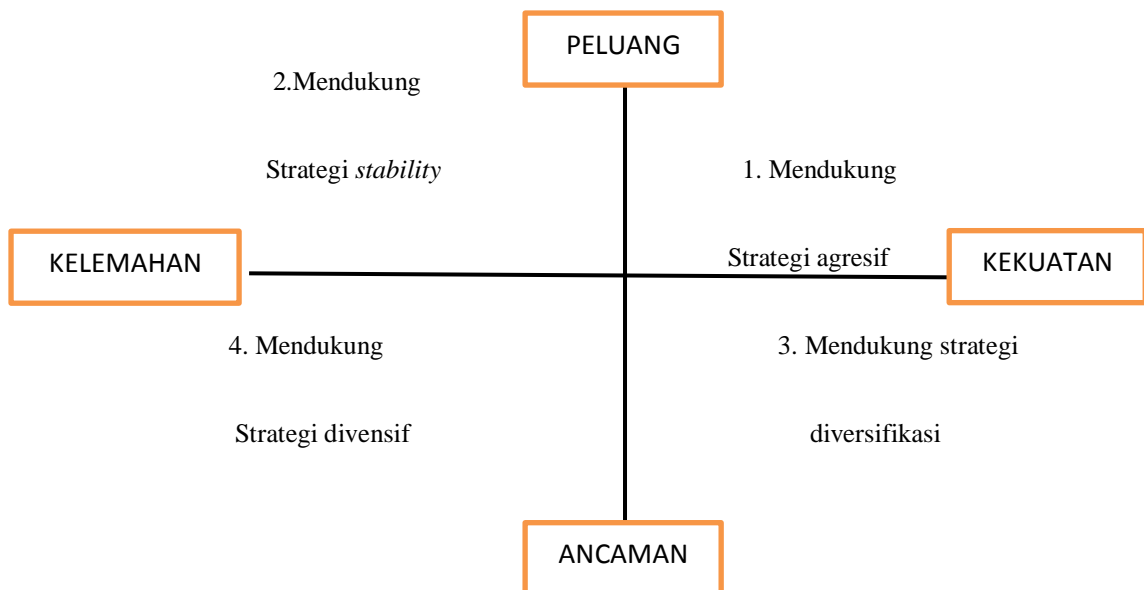 PELUANG
2.Mendukung
Strategi stability
1. Mendukung
Strategi agresif
KELEMAHAN
KEKUATAN
4. Mendukung
Strategi divensif
3. Mendukung strategi
diversifikasi
ANCAMAN